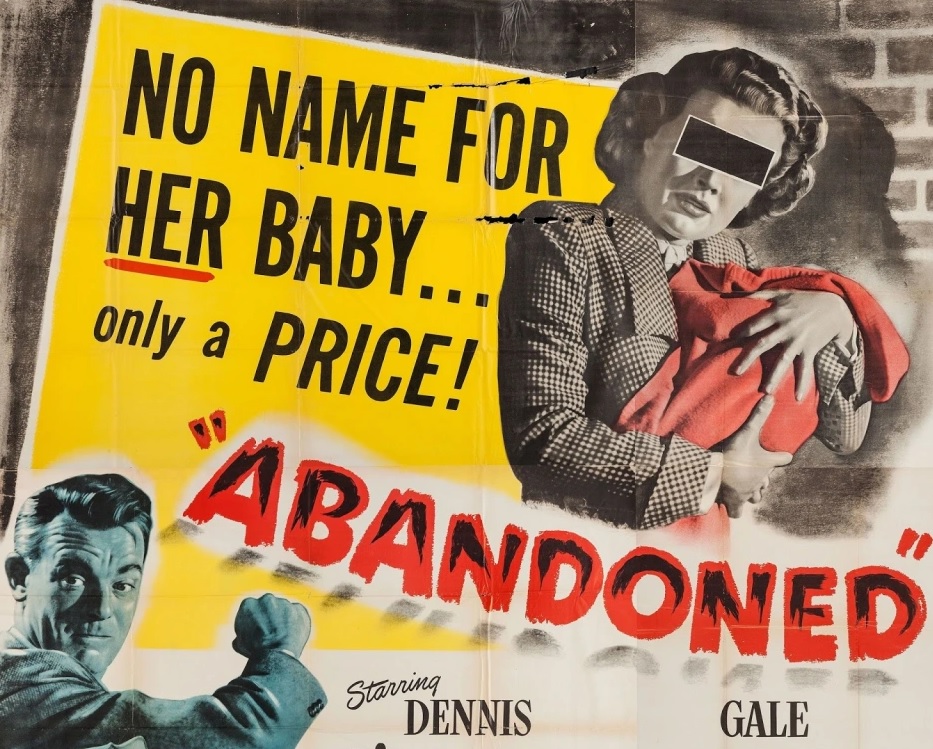 NO NAME FOR
HER BABY...
only a PRICE!
"ABANDONED"
Starring
DENNIS
GALE